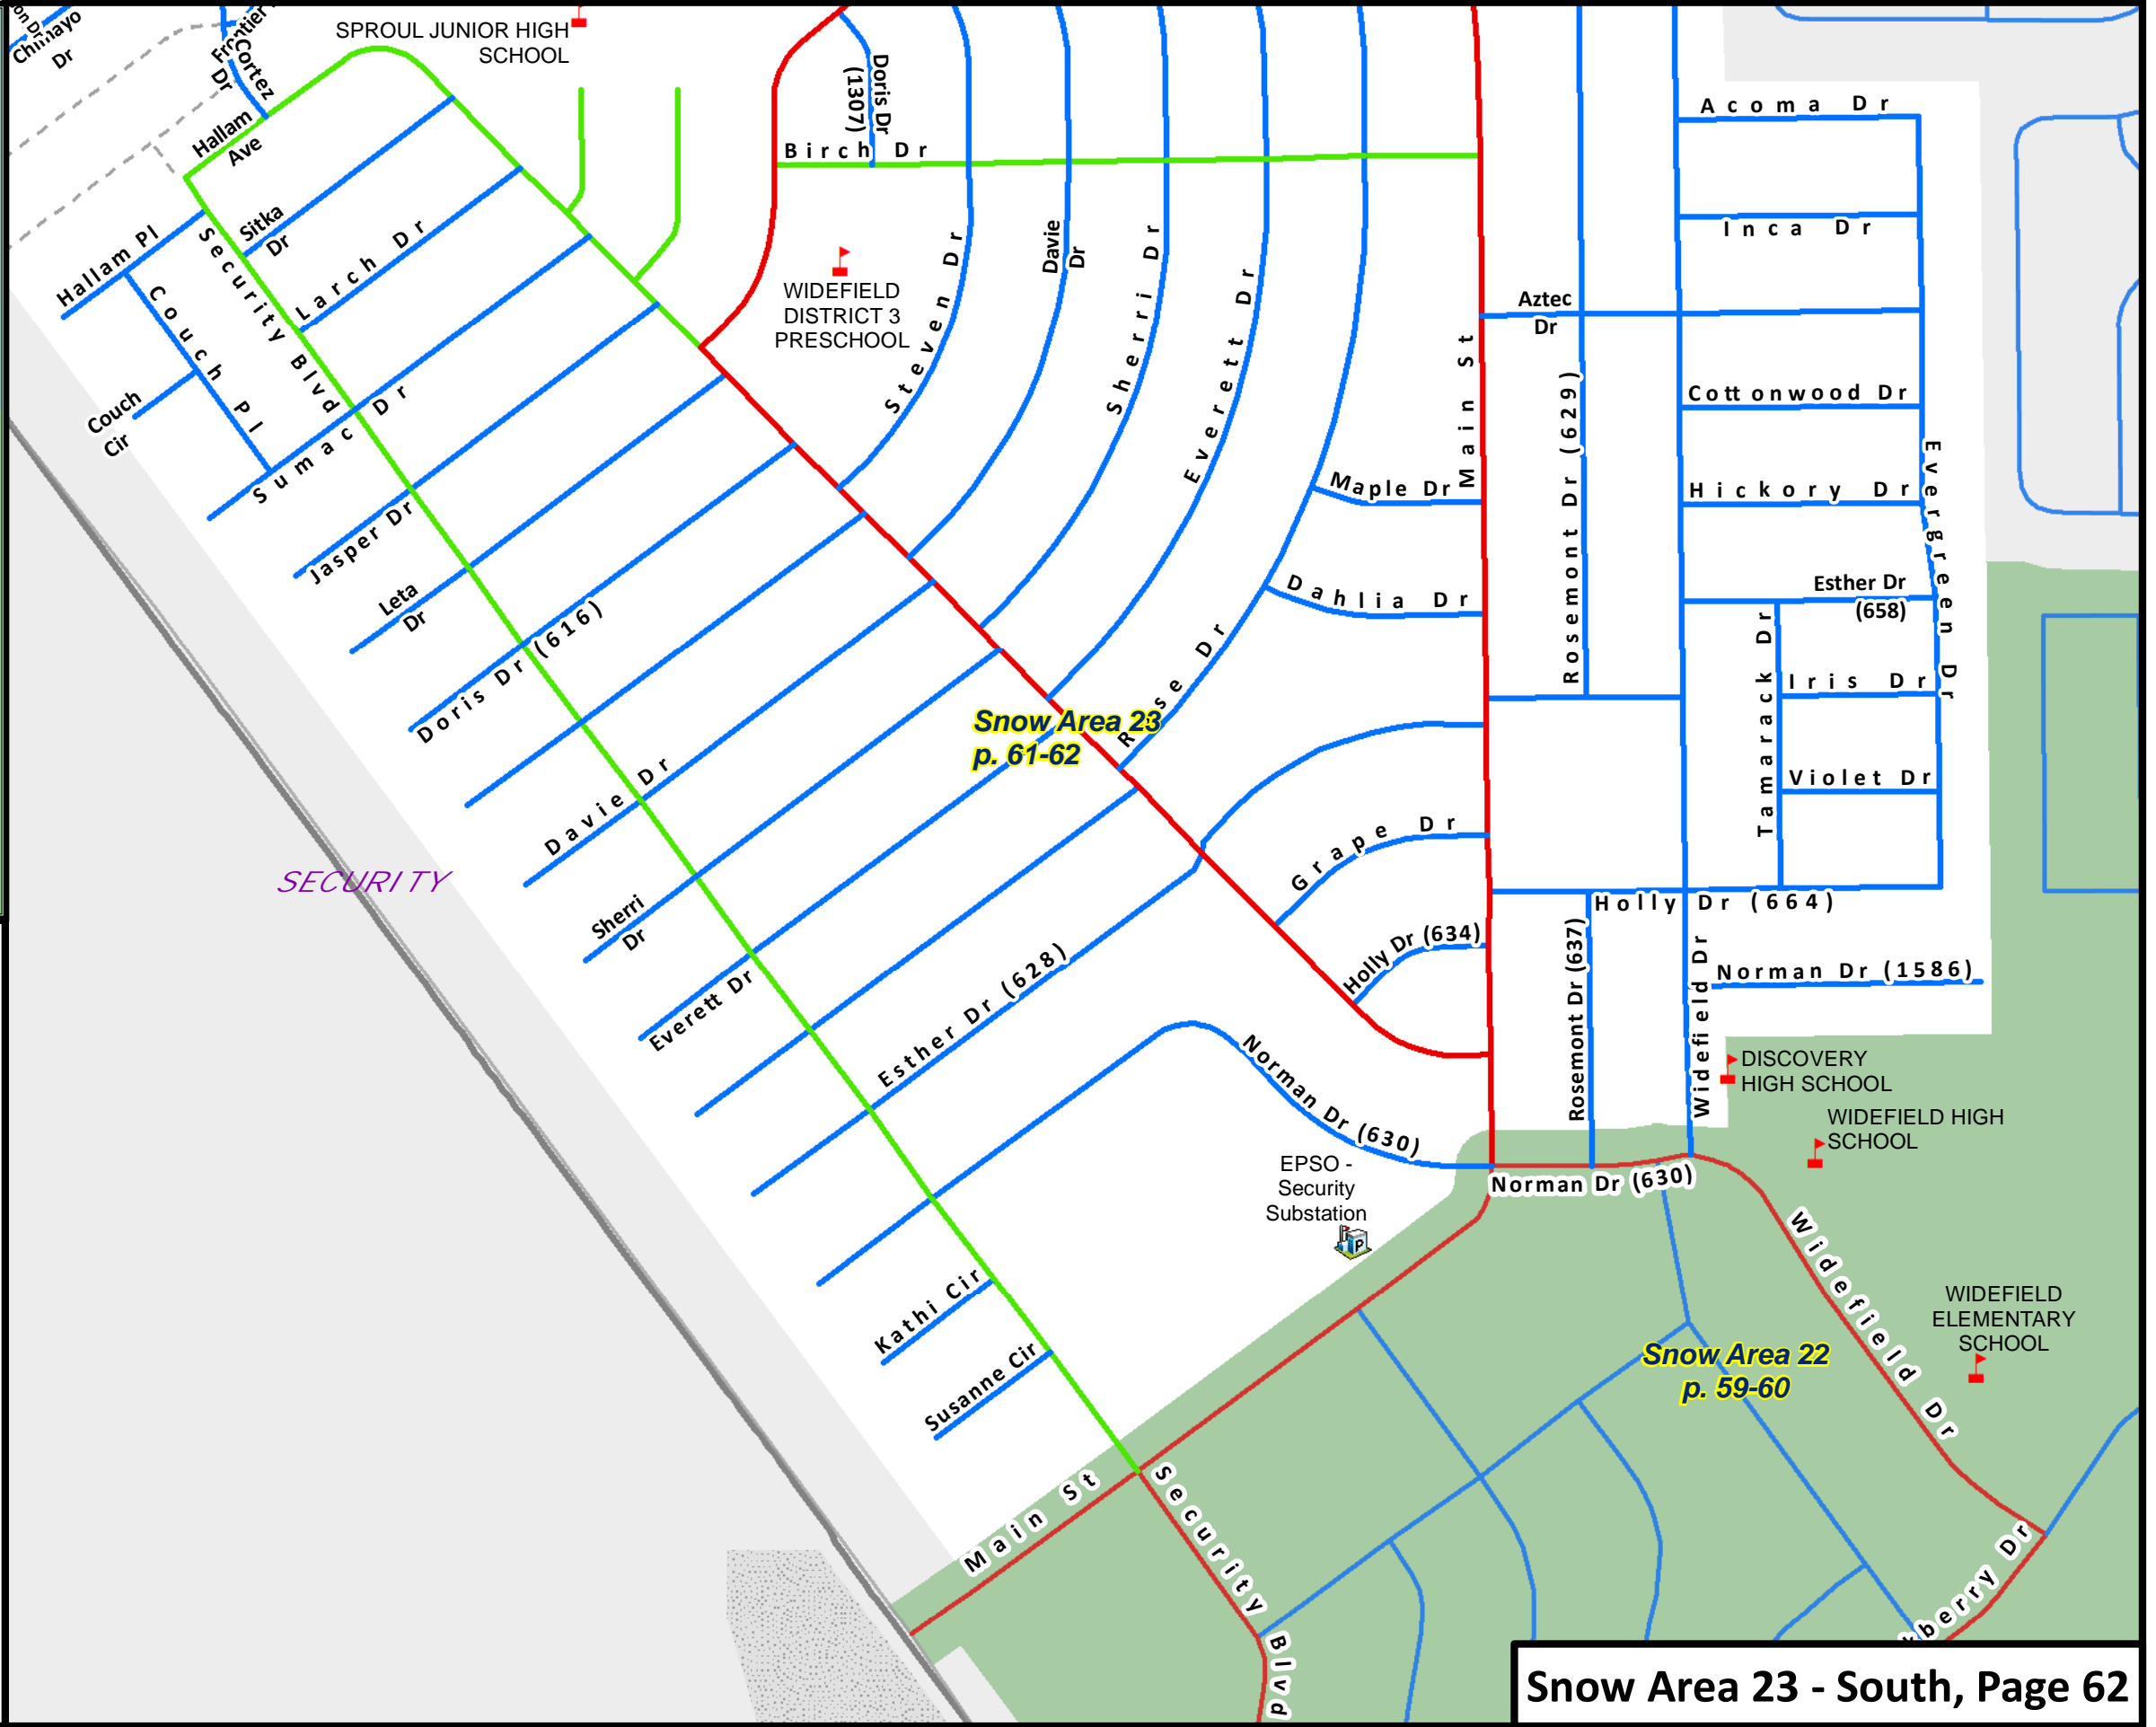 Chimayo
Dr
Frontier
Dr
Cortez
SPROUL JUNIOR HIGH
SCHOOL
Hallam
Ave
Doris Dr
(1307)
Birch Dr
Acoma Dr
Inca Dr
Aztec
Dr
Hallam Pl
Sitka
Dr
Security Blvd
Larch Dr
Couch Pl
Couch
Cir
Sumac Dr
WIDEFIELD
DISTRICT 3
PRESCHOOL
Steven Dr
Davie
Dr
Sherri Dr
Everett Dr
Main St
Rosemont Dr (629)
Cottonwood Dr
Maple Dr
Hickory Dr
Evergreen Dr
Jasper Dr
Leta
Dr
Doris Dr (616)
Dahlia Dr
Esther Dr
(658)
Rose Dr
Tamarack Dr
Iris Dr
Violet Dr
Snow Area 23
p. 61-62
Davie Dr
Grape Dr
SECURITY
Sherri
Dr
Holly Dr (664)
Holly Dr (634)
Rosemont Dr (637)
Widefield Dr
Norman Dr (1586)
Everett Dr
Esther Dr (628)
Norman Dr (630)
DISCOVERY
HIGH SCHOOL
WIDEFIELD HIGH
SCHOOL
EPSO -
Security
Substation
P
Norman Dr (630)
Widefield Dr
Kathi Cir
Susanne Cir
WIDEFIELD
ELEMENTARY
SCHOOL
Snow Area 22
p. 59-60
Main St
Security Blvd
berry Dr
Snow Area 23 - South, Page 62